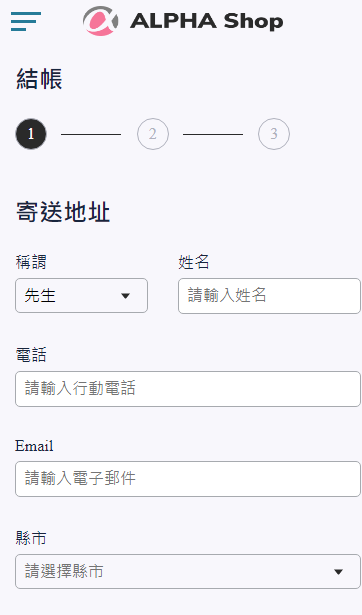 ALPHA Shop
結帳
1 2 3
寄送地址
稱謂 姓名
先生 請輸入姓名
電話
請輸入行動電話
Email
請輸入電子郵件
縣市
請選擇縣市